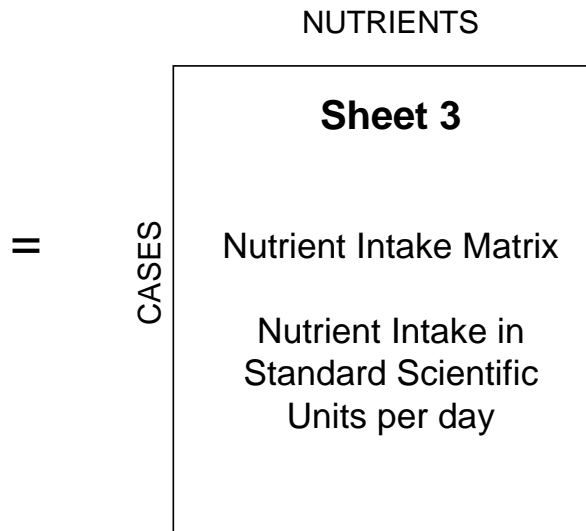 NUTRIENTS
Sheet 3
=
CASES
Nutrient Intake Matrix
Nutrient Intake in
Standard Scientific
Units per day